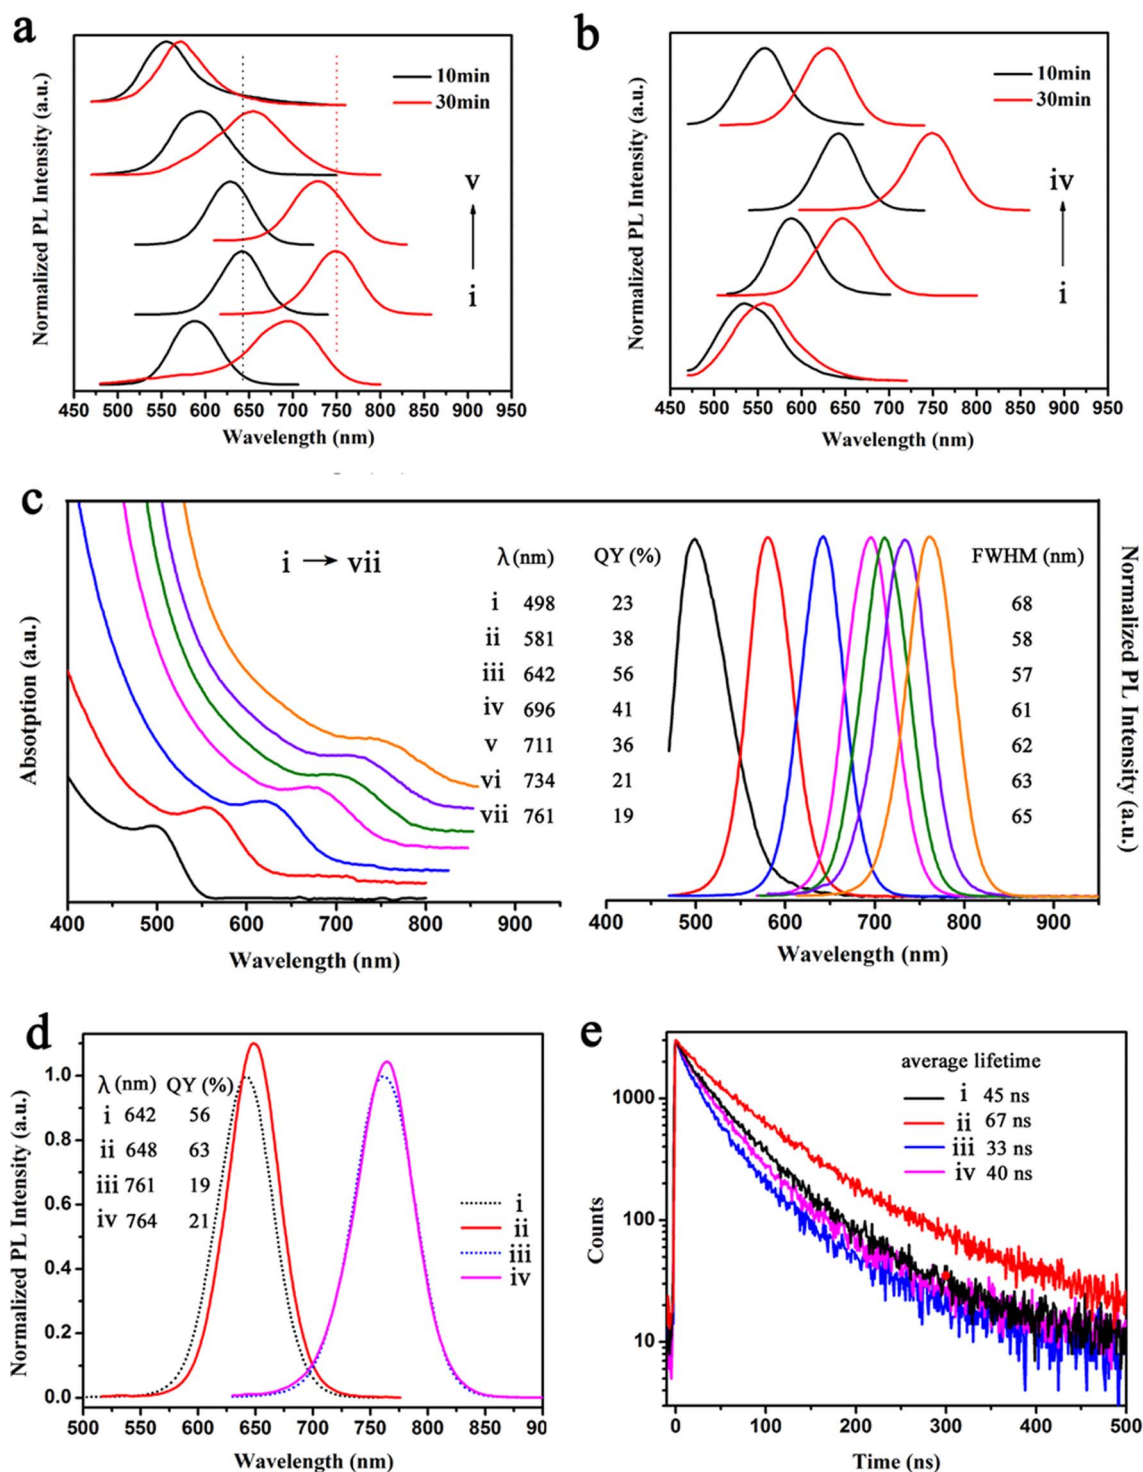 a
10min
30min
v
i
Normalized PL Intensity (a.u.)
450 500 550 600 650 700 750 800 850 900 950
Wavelength (nm)
b
10min
30min
iv
i
Normalized PL Intensity (a.u.)
450 500 550 600 650 700 750 800 850 900 950
Wavelength (nm)
c
i → vii
λ (nm) QY (%) FWHM (nm)
i 498 23 68
ii 581 38 58
iii 642 56 57
iv 696 41 61
v 711 36 62
vi 734 21 63
vii 761 19 65
Absoption (a.u.)
Normalized PL Intensity (a.u.)
400 500 600 700 800 900
Wavelength (nm)
400 500 600 700 800 900
Wavelength (nm)
d
λ (nm) QY (%)
i 642 56
ii 648 63
iii 761 19
iv 764 21
i
ii
iii
iv
Normalized PL Intensity (a.u.)
1.0
0.8
0.6
0.4
0.2
0.0
500 550 600 650 700 750 800 850 90
Wavelength (nm)
e
average lifetime
i 45 ns
ii 67 ns
iii 33 ns
iv 40 ns
Counts
1000
100
10
0 100 200 300 400 500
Time (ns)